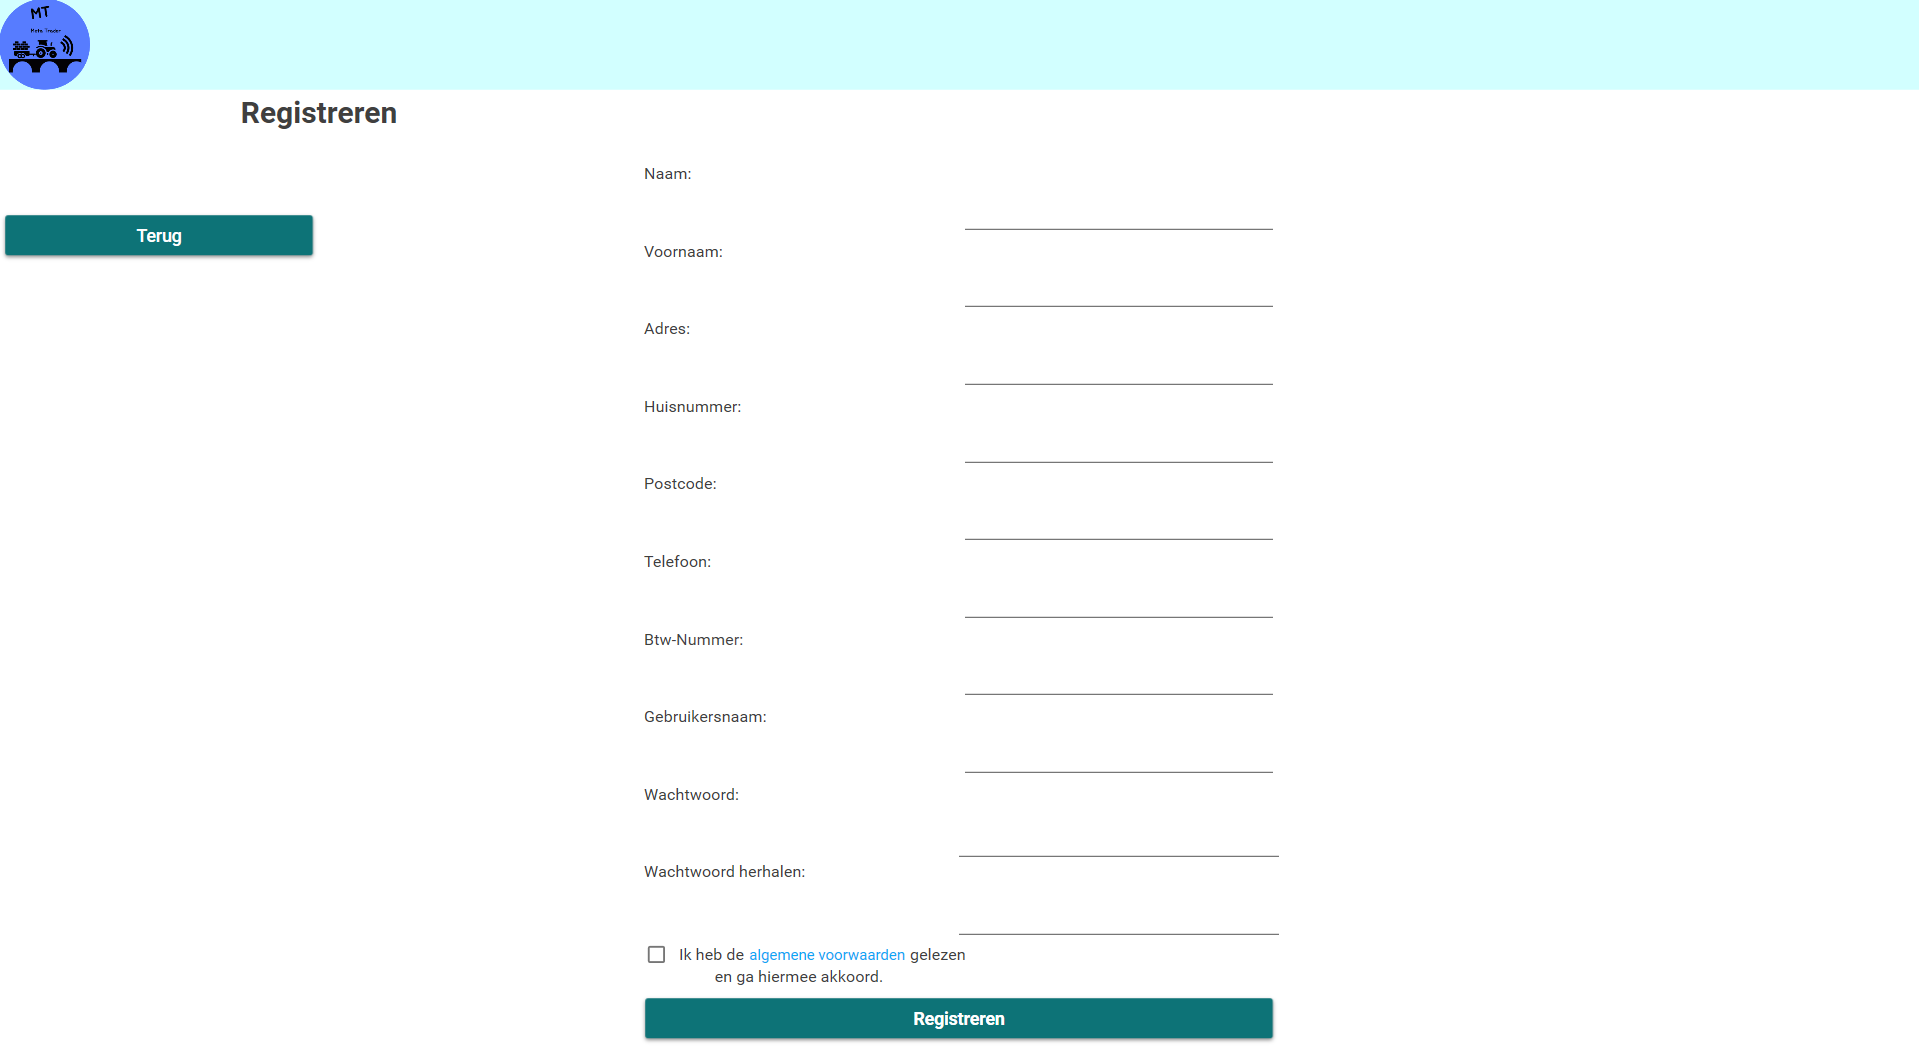 MT
Meta Trader
Registreren
Terug
Naam:
Voornaam:
Adres:
Huisnummer:
Postcode:
Telefoon:
Btw-Nummer:
Gebruikersnaam:
Wachtwoord:
Wachtwoord herhalen:
Ik heb de algemene voorwaarden gelezen
en ga hiermee akkoord.
Registreren